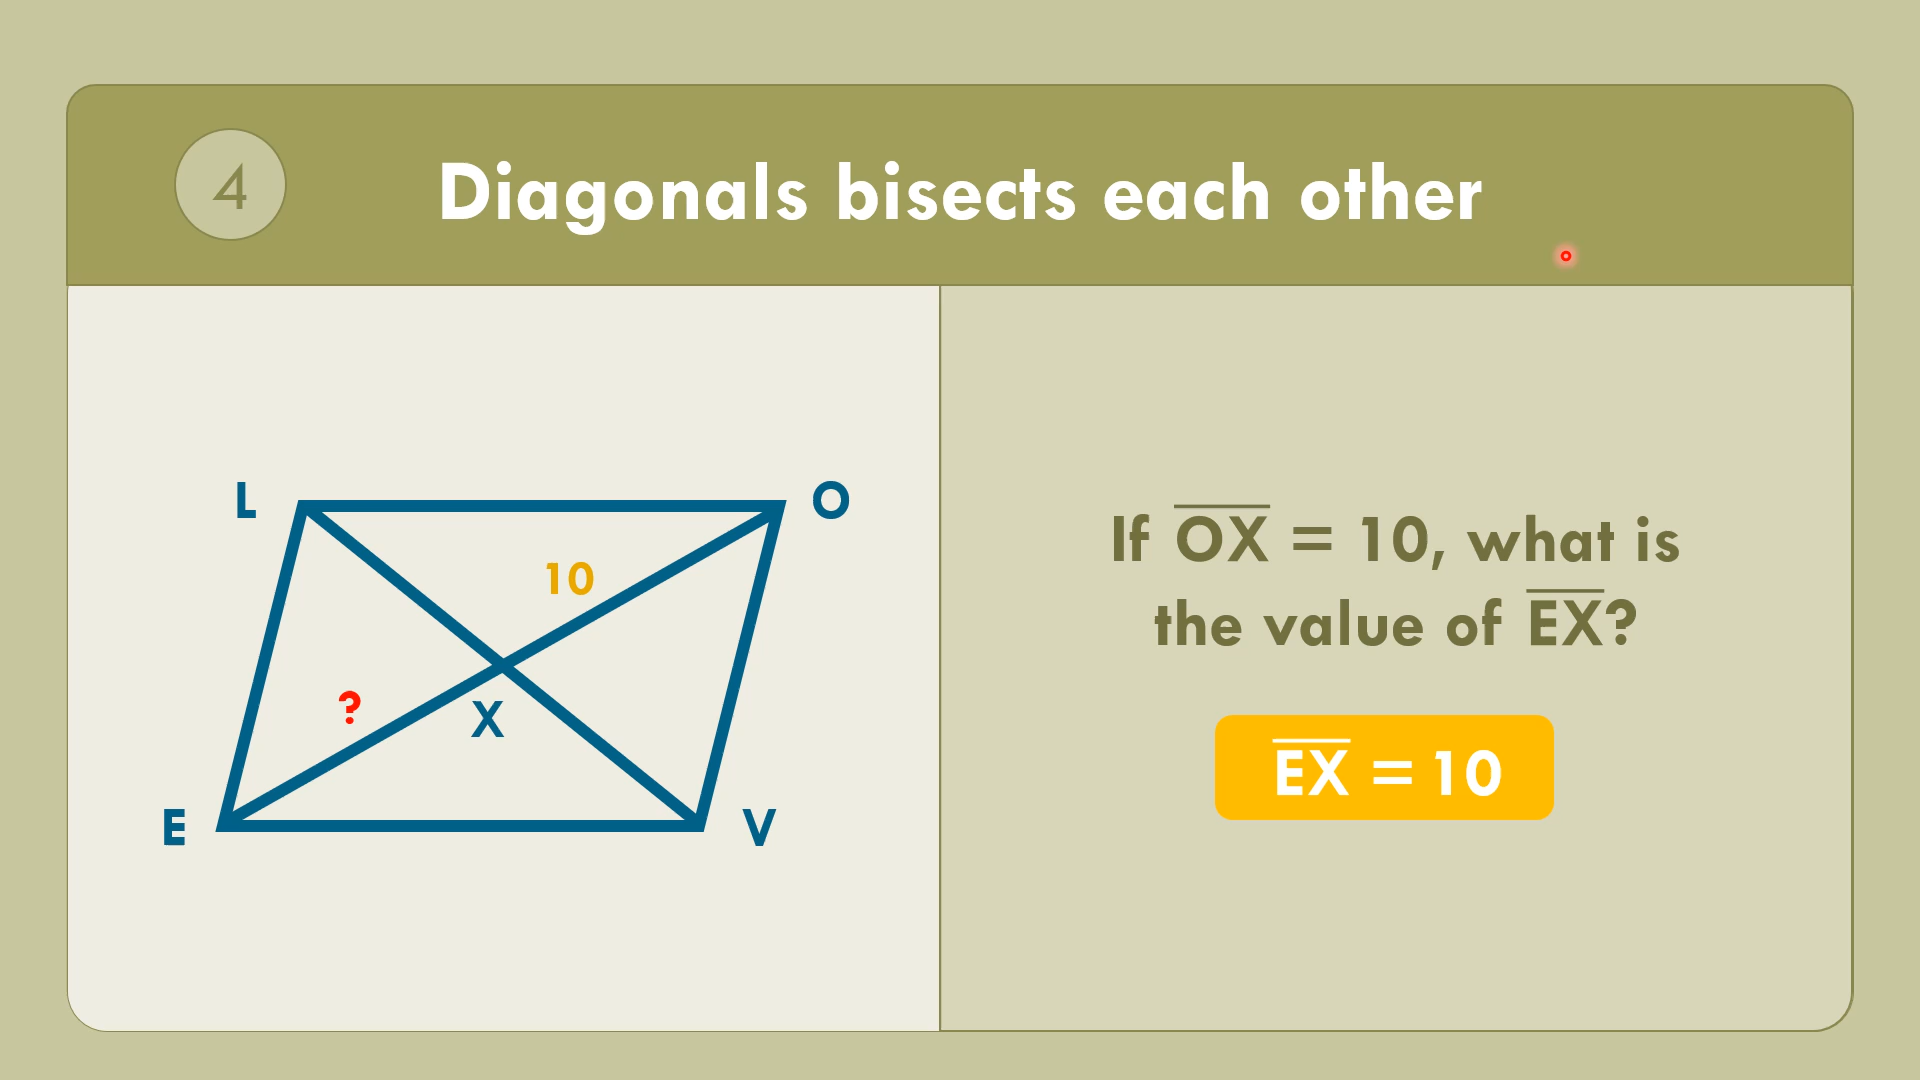 4
Diagonals bisects each other
L
O
10
?
X
E
V
If OX = 10, what is
the value of EX?
EX = 10